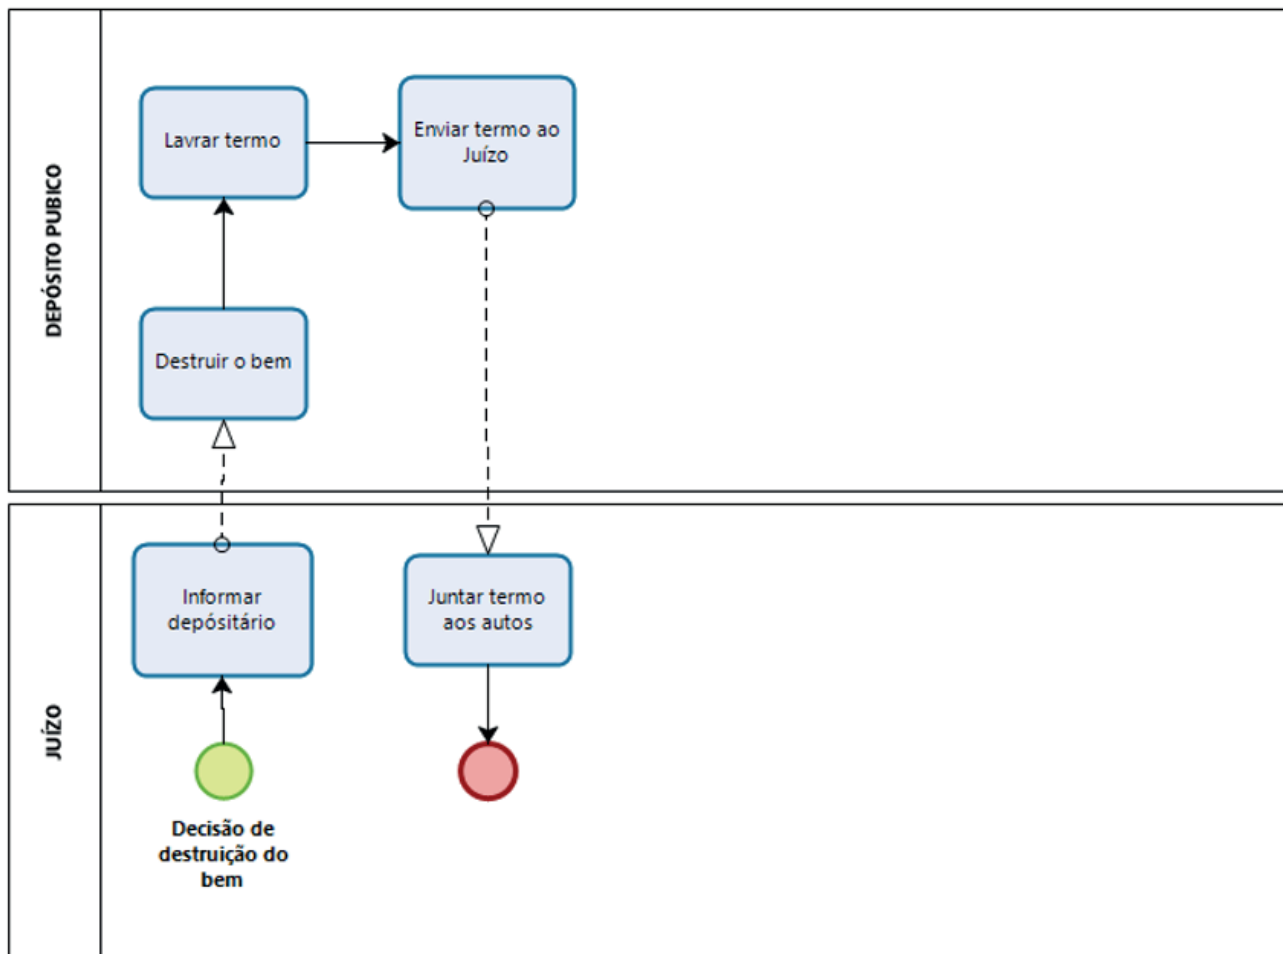 DEPÓSITO PUBICO
Lavrar termo
Enviar termo ao
Juízo
Destruir o bem
JUÍZO
Informar
depósitário
Juntar termo
aos autos
Decisão de
destruição do
bem